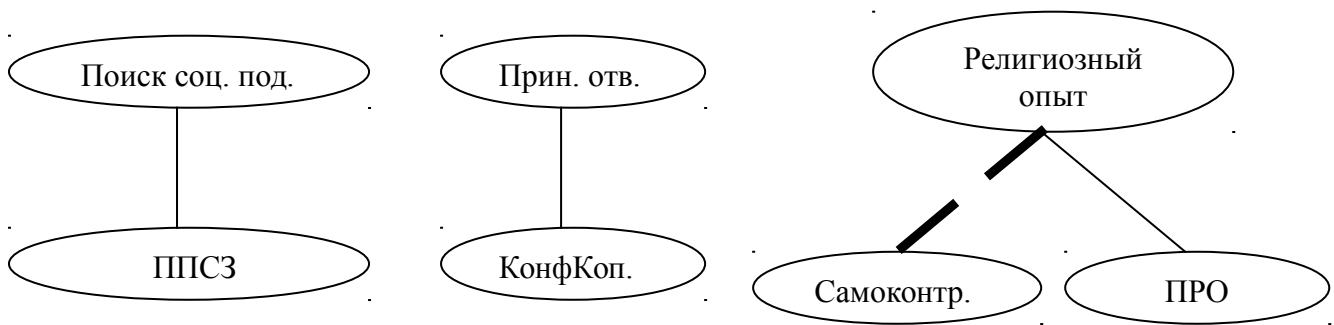 Поиск соц. под.
Прин. отв.
Религиозный
опыт
ППСЗ
КонфКоп.
Самоконтр.
ПРО